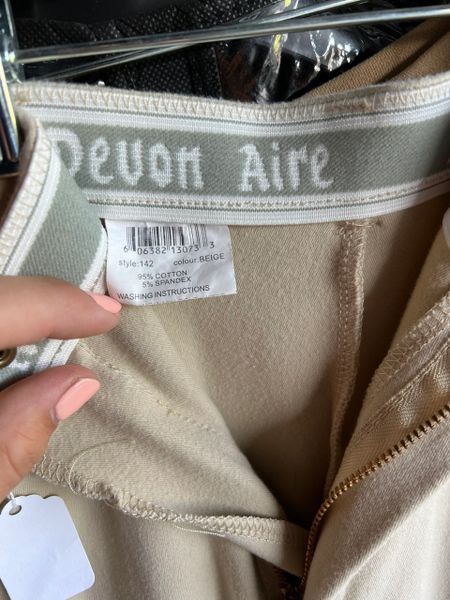 Devon Aire
6 06382 13073 3
style:142 colour:BEIGE
95% COTTON
5% SPANDEX
WASHING INSTRUCTIONS